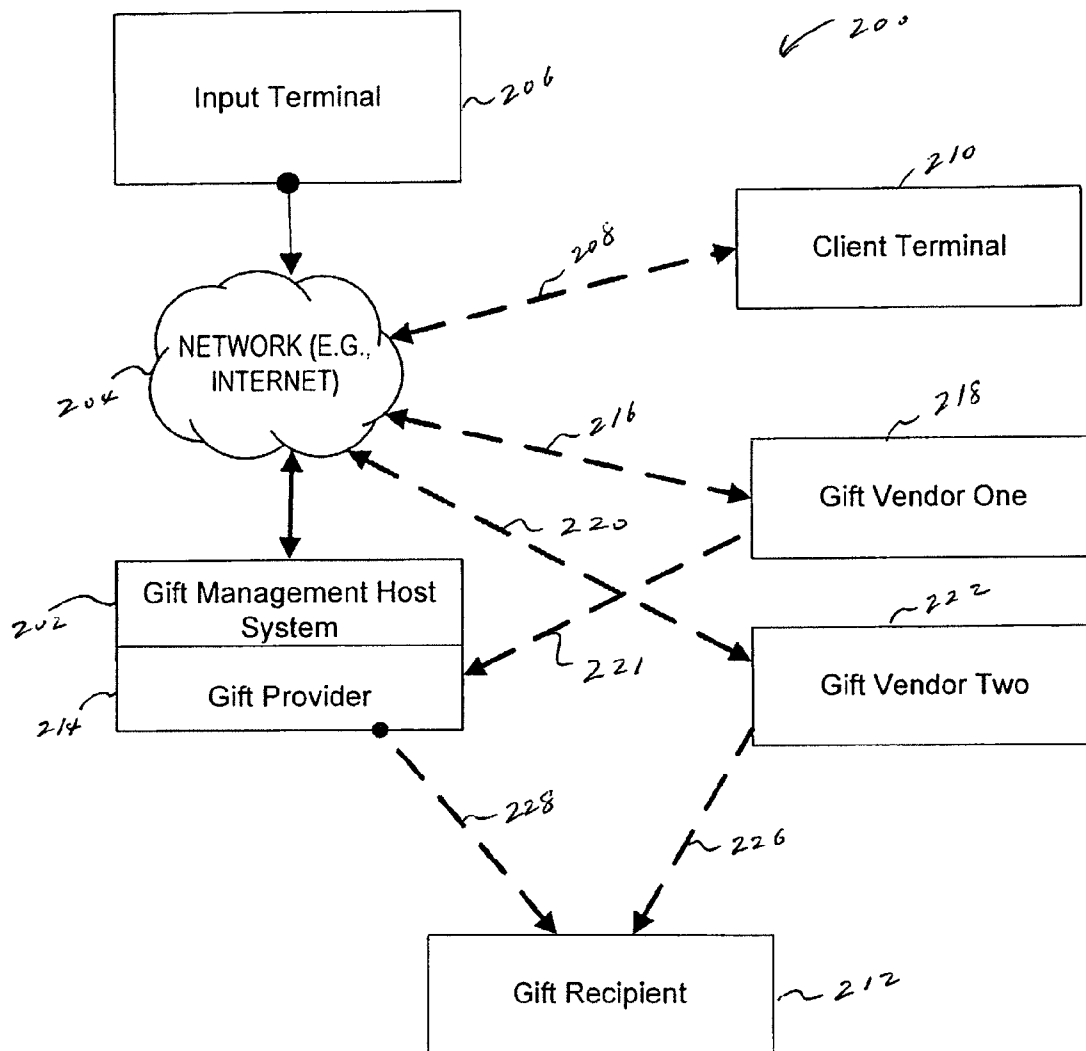 200
Input Terminal
206
210
Client Terminal
208
NETWORK (E.G.,
INTERNET)
204
216
218
Gift Vendor One
220
Gift Management Host
System
202
221
222
Gift Vendor Two
Gift Provider
214
228
226
Gift Recipient
212